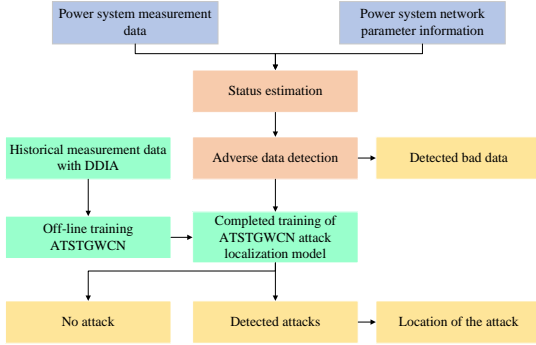 Power system measurement
data
Power system network
parameter information
Status estimation
Historical measurement data
with DDIA
Adverse data detection
Detected bad data
Off-line training
ATSTGWCN
Completed training of
ATSTGWCN attack
localization model
No attack
Detected attacks
Location of the attack